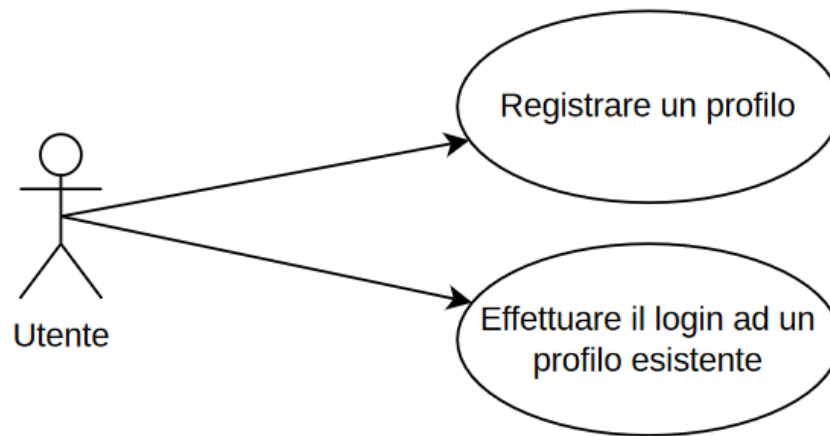 Registrare un profilo
Utente
Effettuare il login ad un
profilo esistente